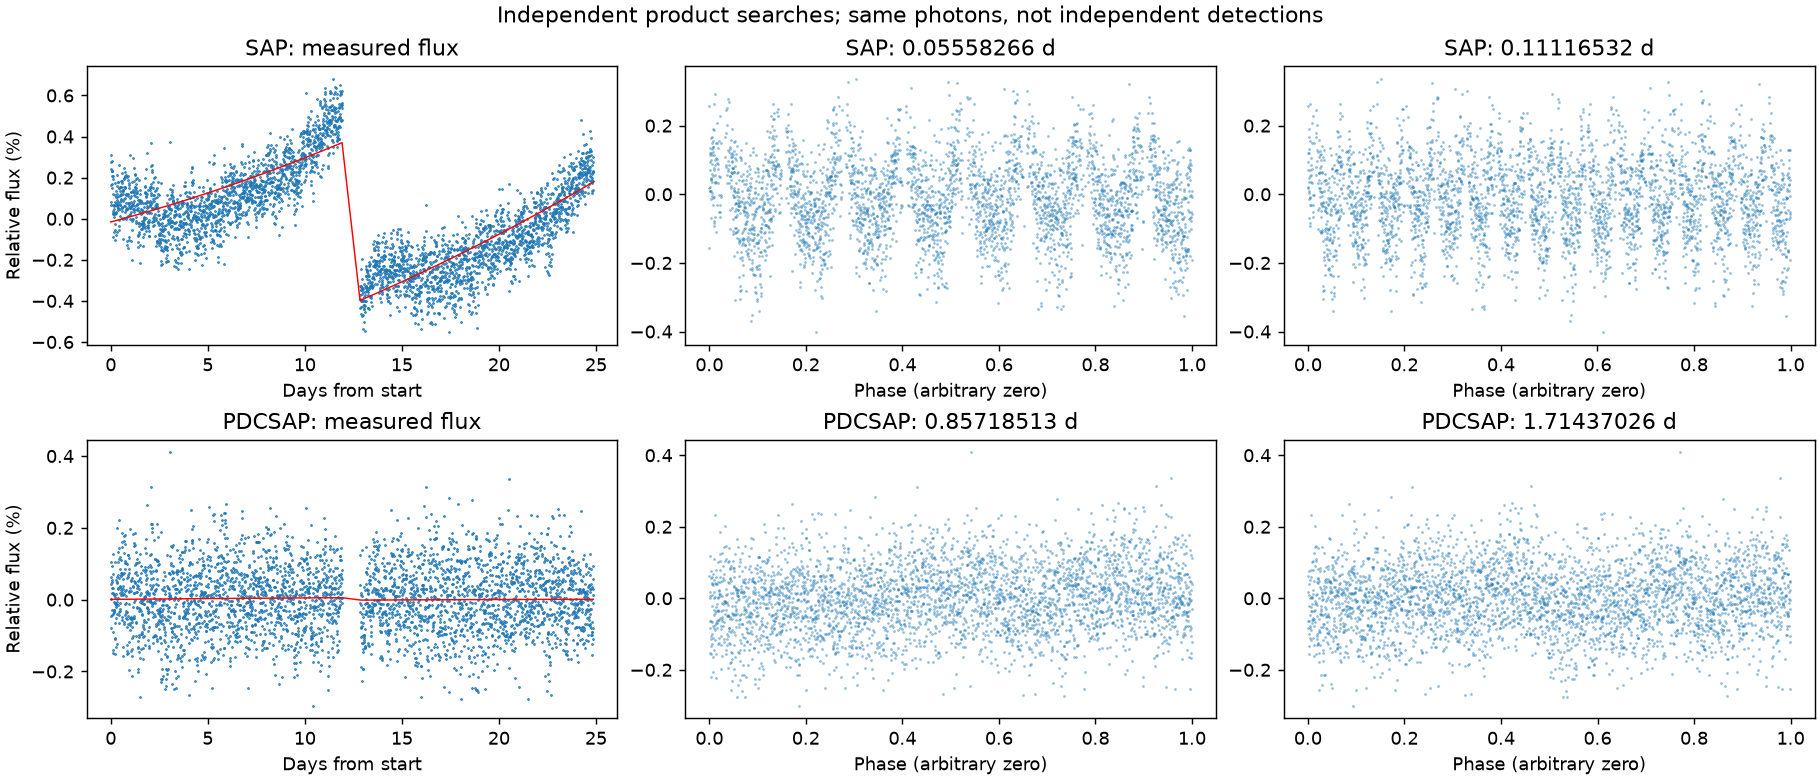 Independent product searches; same photons, not independent detections
SAP: measured flux
SAP: 0.05558266 d
SAP: 0.11116532 d
Relative flux (%)
0.6
0.4
0.2
0.0
−0.2
−0.4
−0.6
0 5 10 15 20 25
Days from start
0.2
0.0
−0.2
−0.4
0.0 0.2 0.4 0.6 0.8 1.0
Phase (arbitrary zero)
0.2
0.0
−0.2
−0.4
0.0 0.2 0.4 0.6 0.8 1.0
Phase (arbitrary zero)
PDCSAP: measured flux
PDCSAP: 0.85718513 d
PDCSAP: 1.71437026 d
Relative flux (%)
0.4
0.2
0.0
−0.2
0 5 10 15 20 25
Days from start
0.4
0.2
0.0
−0.2
0.0 0.2 0.4 0.6 0.8 1.0
Phase (arbitrary zero)
0.4
0.2
0.0
−0.2
0.0 0.2 0.4 0.6 0.8 1.0
Phase (arbitrary zero)